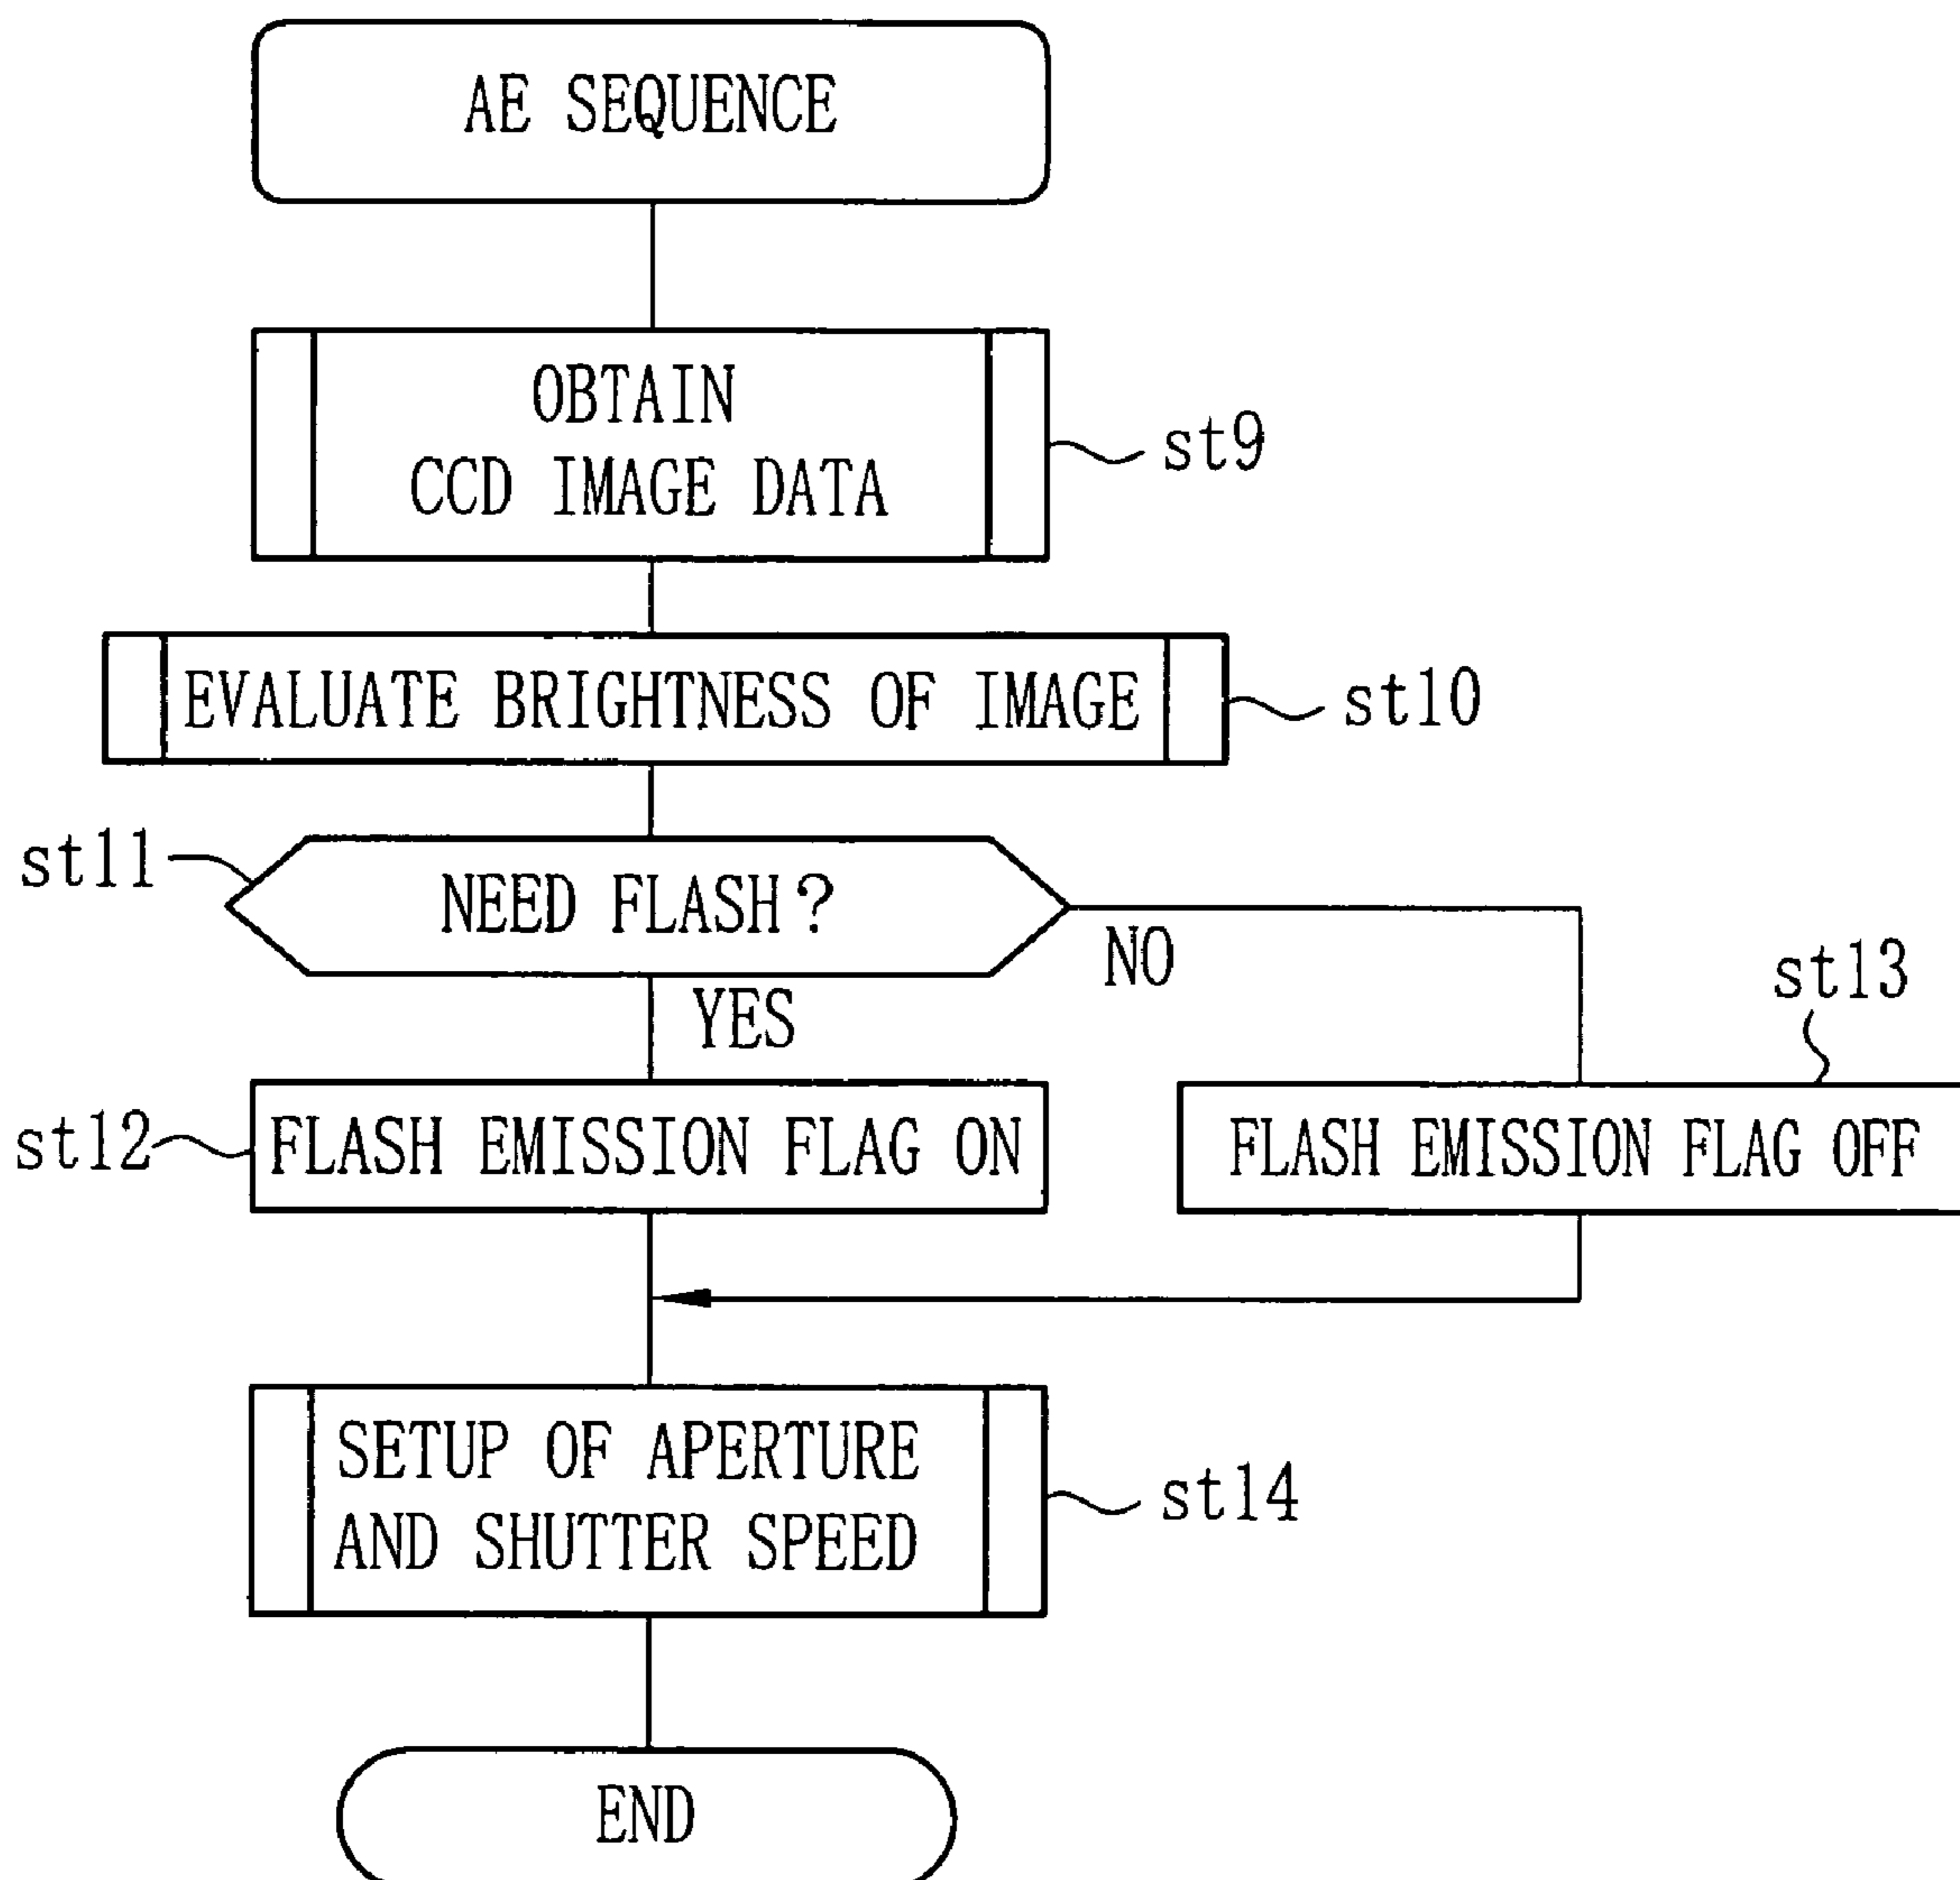 AE SEQUENCE
OBTAIN
CCD IMAGE DATA
st9
EVALUATE BRIGHTNESS OF IMAGE
st10
st11
NEED FLASH?
NO
YES
st13
st12
FLASH EMISSION FLAG ON
FLASH EMISSION FLAG OFF
SETUP OF APERTURE
AND SHUTTER SPEED
st14
END